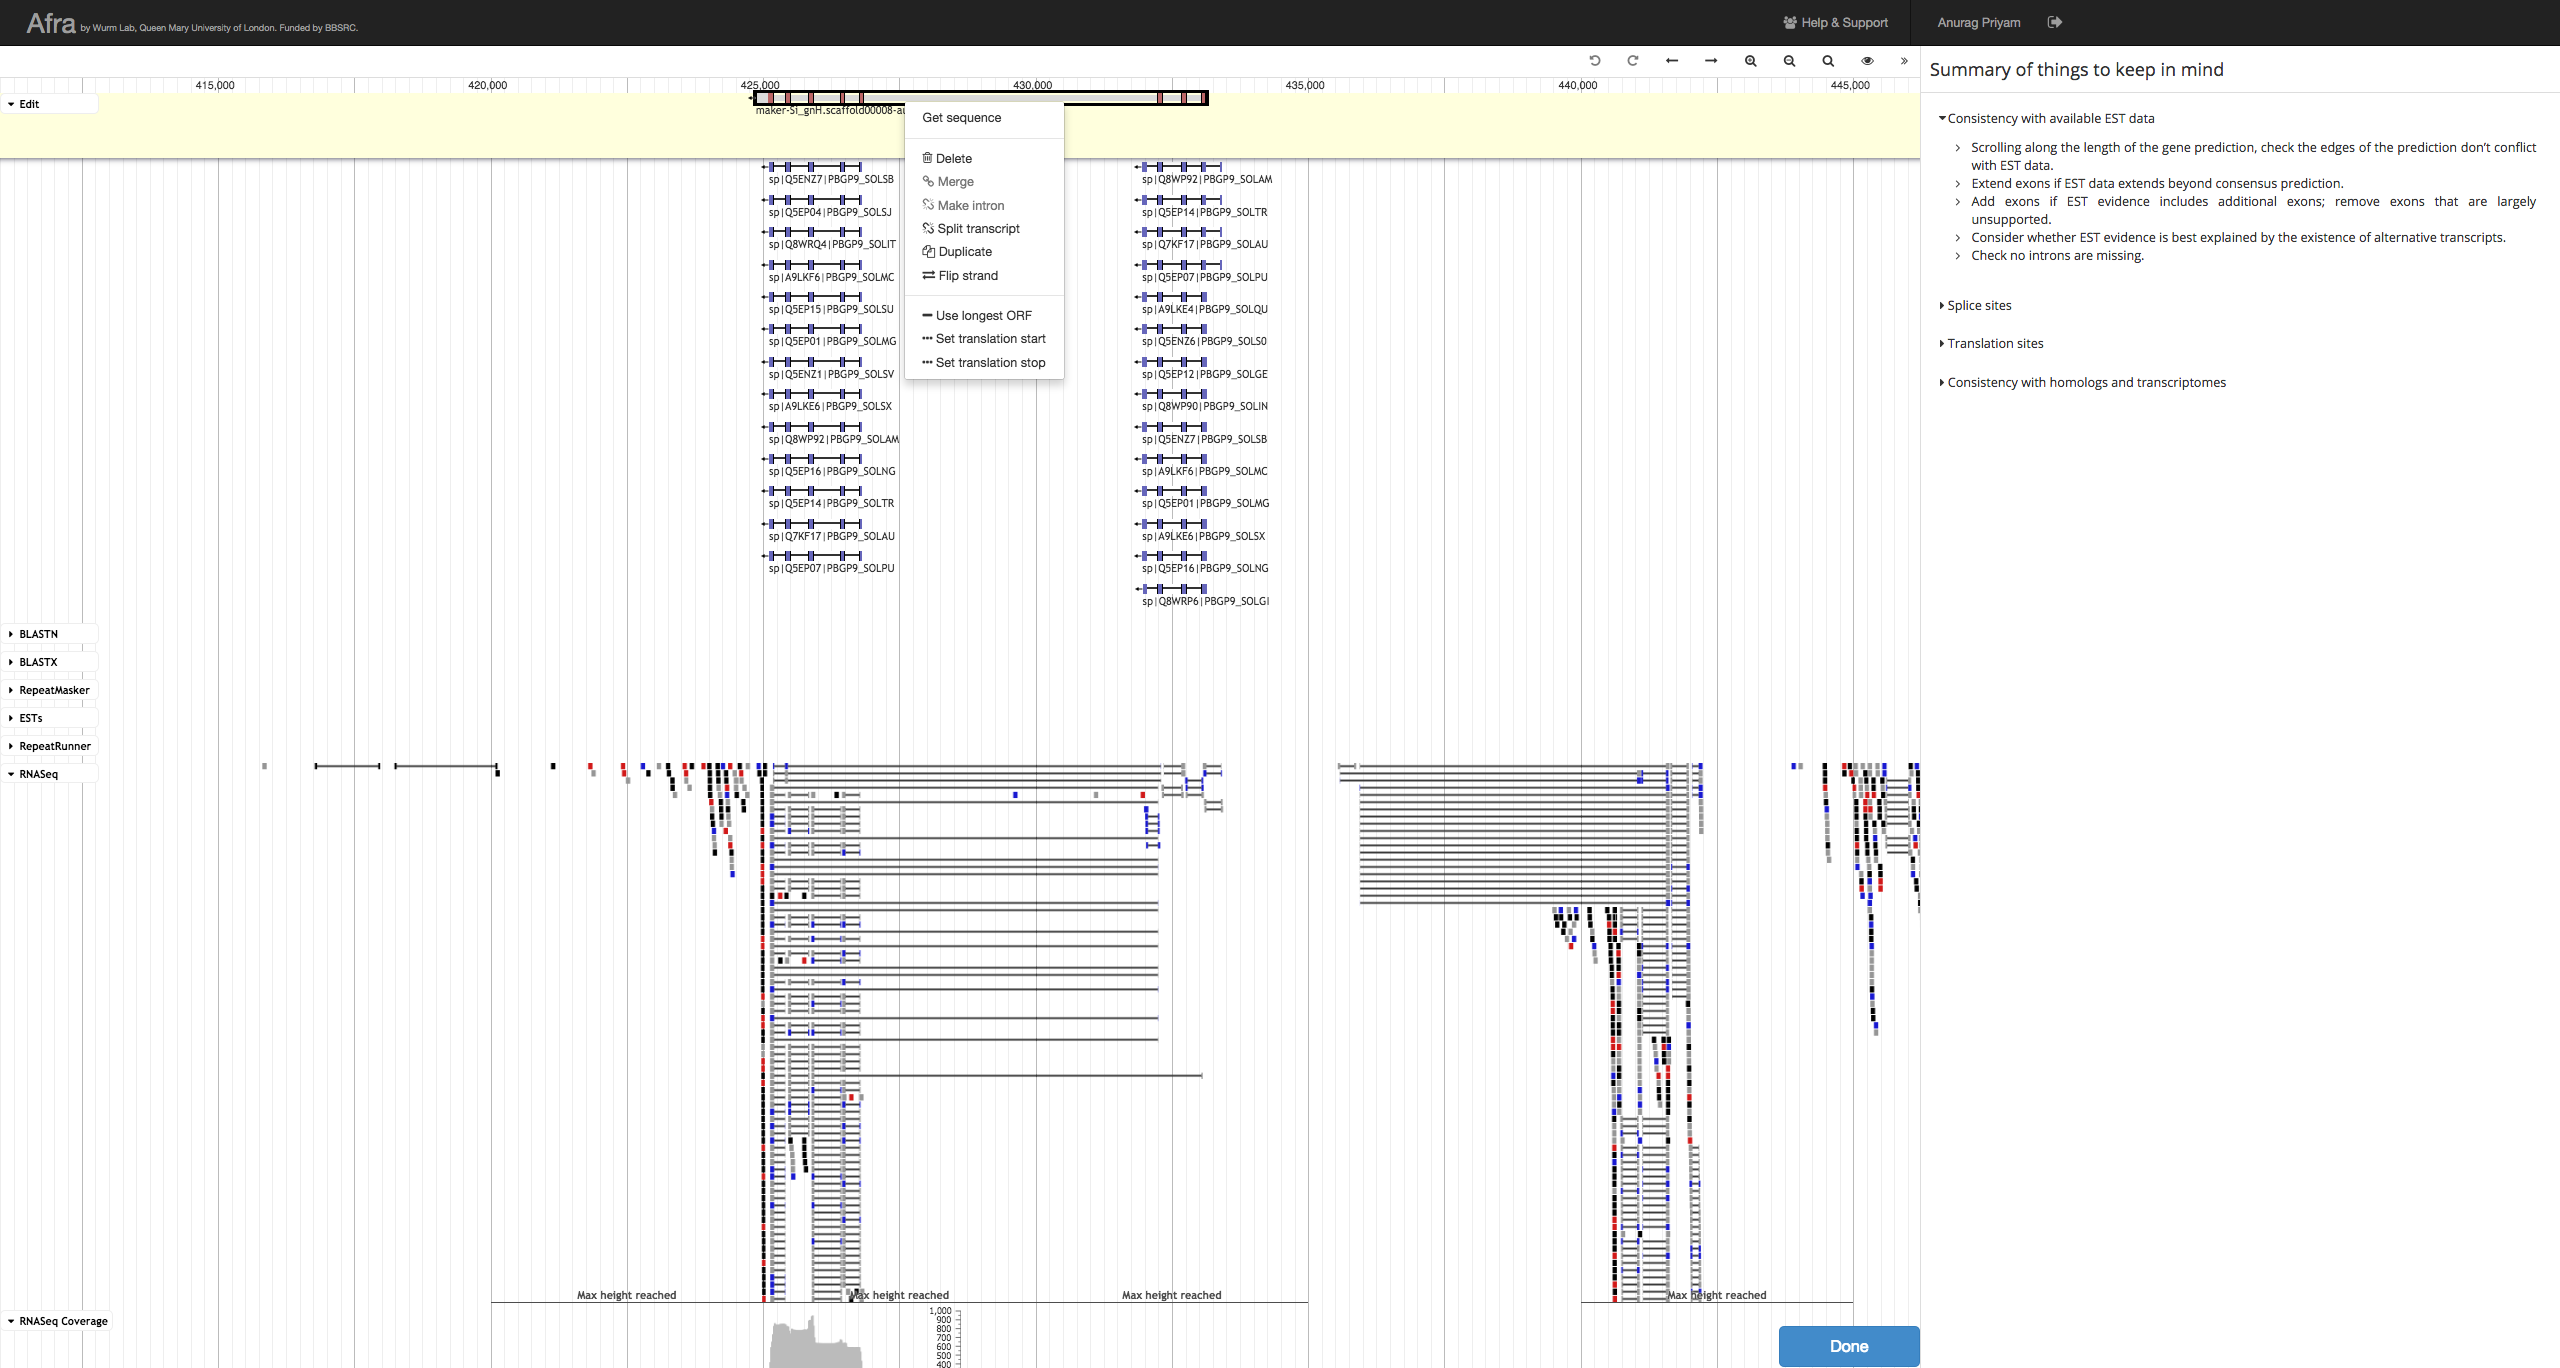 Afra by Wurm Lab, Queen Mary University of London. Funded by BBSRC.
Help & Support
Anurag Priyam
415,000
420,000
425,000
430,000
435,000
440,000
445,000
Edit
maker-Si_gnH.scaffold00008-au
Get sequence
Delete
Merge
Make intron
Split transcript
Duplicate
Flip strand
Use longest ORF
Set translation start
Set translation stop
sp|Q5ENZ7|PBGP9_SOLSB
sp|Q5EP04|PBGP9_SOLSJ
sp|Q8WRQ4|PBGP9_SOLIT
sp|A9LKF6|PBGP9_SOLMC
sp|Q5EP15|PBGP9_SOLSU
sp|Q5EP01|PBGP9_SOLMG
sp|Q5ENZ1|PBGP9_SOLSV
sp|A9LKE6|PBGP9_SOLSX
sp|Q8WP92|PBGP9_SOLAM
sp|Q5EP16|PBGP9_SOLNG
sp|Q5EP14|PBGP9_SOLTR
sp|Q7KF17|PBGP9_SOLAU
sp|Q5EP07|PBGP9_SOLPU
sp|Q8WP92|PBGP9_SOLAM
sp|Q5EP14|PBGP9_SOLTR
sp|Q7KF17|PBGP9_SOLAU
sp|Q5EP07|PBGP9_SOLPU
sp|A9LKE4|PBGP9_SOLQU
sp|Q5ENZ6|PBGP9_SOLS0
sp|Q5EP12|PBGP9_SOLGE
sp|Q8WP90|PBGP9_SOLIN
sp|Q5ENZ7|PBGP9_SOLSB
sp|A9LKF6|PBGP9_SOLMC
sp|Q5EP01|PBGP9_SOLMG
sp|A9LKE6|PBGP9_SOLSX
sp|Q5EP16|PBGP9_SOLNG
sp|Q8WRP6|PBGP9_SOLGI
BLASTN
BLASTX
RepeatMasker
ESTs
RepeatRunner
RNASeq
Max height reached
Max height reached
Max height reached
Max height reached
RNASeq Coverage
1,000
900
800
700
600
500
400
Done
Summary of things to keep in mind
Consistency with available EST data
Scrolling along the length of the gene prediction, check the edges of the prediction don't conflict
with EST data.
Extend exons if EST data extends beyond consensus prediction.
Add exons if EST evidence includes additional exons; remove exons that are largely
unsupported.
Consider whether EST evidence is best explained by the existence of alternative transcripts.
Check no introns are missing.
Splice sites
Translation sites
Consistency with homologs and transcriptomes